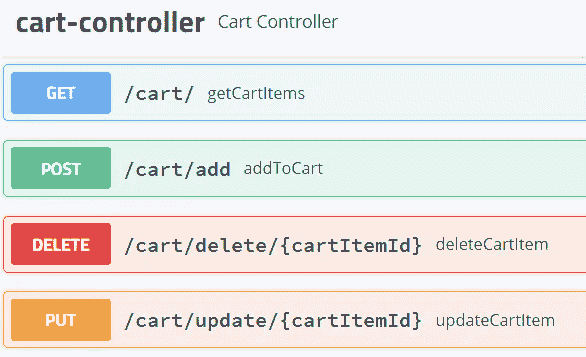 cart-controller Cart Controller
GET /cart/ getCartItems
POST /cart/add addToCart
DELETE /cart/delete/{cartItemId} deleteCartItem
PUT /cart/update/{cartItemId} updateCartItem